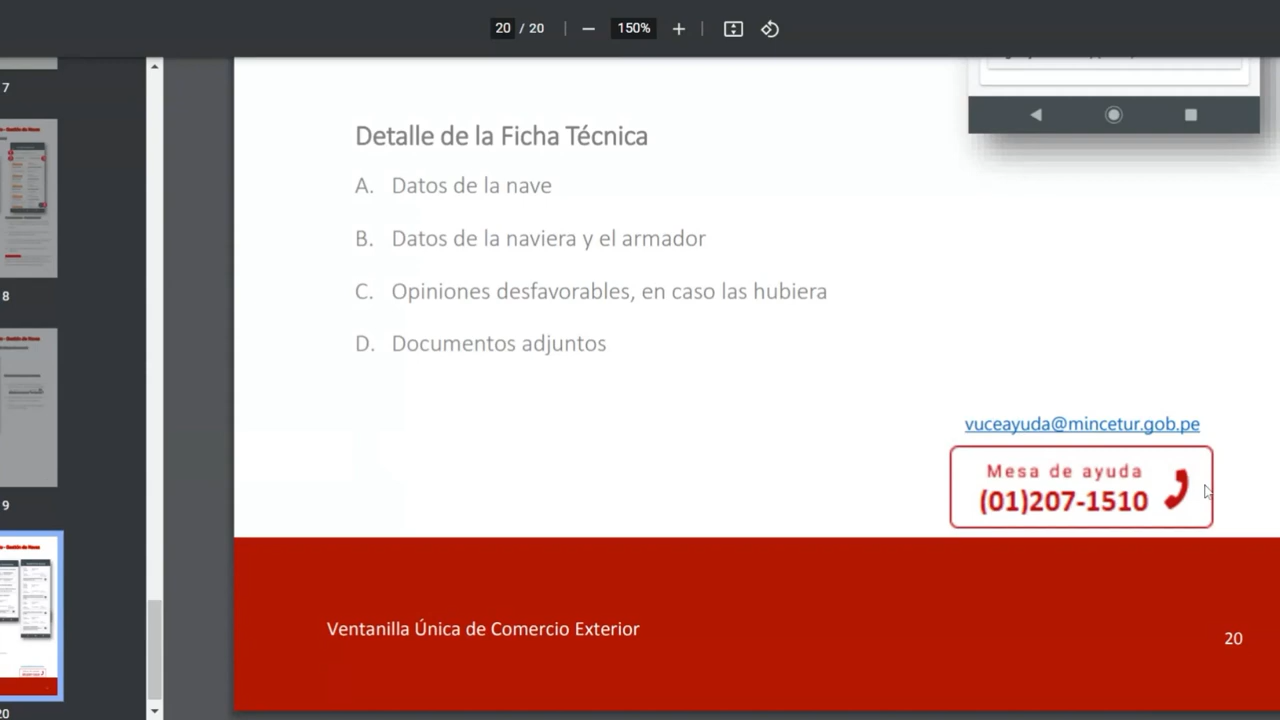 20 / 20
150%
7
8
9
20
Detalle de la Ficha Técnica
A. Datos de la nave
B. Datos de la naviera y el armador
C. Opiniones desfavorables, en caso las hubiera
D. Documentos adjuntos
vuceayuda@mincetur.gob.pe
Mesa de ayuda
(01)207-1510
Ventanilla Única de Comercio Exterior
20